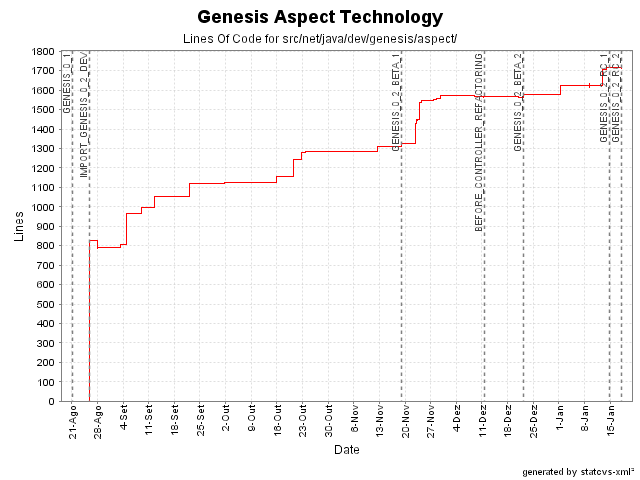 Genesis Aspect Technology
Lines Of Code for src/net/java/dev/genesis/aspect/
1800
1700
1600
1500
1400
1300
1200
1100
1000
900
800
700
600
500
400
300
200
100
0
Lines
GENESIS_0_1
IMPORT_GENESIS_0_2_DEV
GENESIS_0_2_BETA_1
BEFORE_CONTROLLER_REFACTORING
GENESIS_0_2_BETA_2
GENESIS_0_2_RC_1
GENESIS_0_2_RC_2
21-Ago
28-Ago
4-Set
11-Set
18-Set
25-Set
2-Out
9-Out
16-Out
23-Out
30-Out
6-Nov
13-Nov
20-Nov
27-Nov
4-Dez
11-Dez
18-Dez
25-Dez
1-Jan
8-Jan
15-Jan
Date
generated by statcvs-xml²